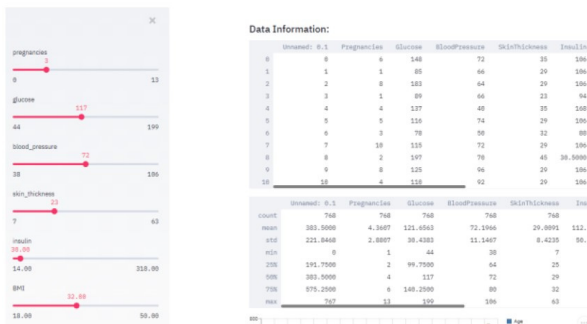 ×
pregnancies
3
0 13
glucose
117
44 199
blood_pressure
72
38 106
skin_thickness
23
7 63
insulin
30.00
14.00 318.00
BMI
32.00
18.00 50.00
Data Information:
Unnamed: 0.1 Pregnancies Glucose BloodPressure SkinThickness Insulin
0 0 6 148 72 35 106
1 1 1 85 66 29 106
2 2 8 183 64 29 106
3 3 1 89 66 23 94
4 4 4 137 40 35 168
5 5 5 116 74 29 106
6 6 3 78 50 32 88
7 7 10 115 72 29 106
8 8 2 197 70 45 30.5000
9 9 8 125 96 29 106
10 10 4 110 92 29 106
Unnamed: 0.1 Pregnancies Glucose BloodPressure SkinThickness Ins
count 768 768 768 768 768
mean 383.5000 4.3607 121.6563 72.1966 29.0091 112.
std 221.8468 2.8807 30.4383 11.1467 8.4235 50.
min 0 1 44 38 7
25% 191.7500 2 99.7500 64 25
50% 383.5000 4 117 72 29
75% 575.2500 6 140.2500 80 32
max 767 13 199 106 63
Age